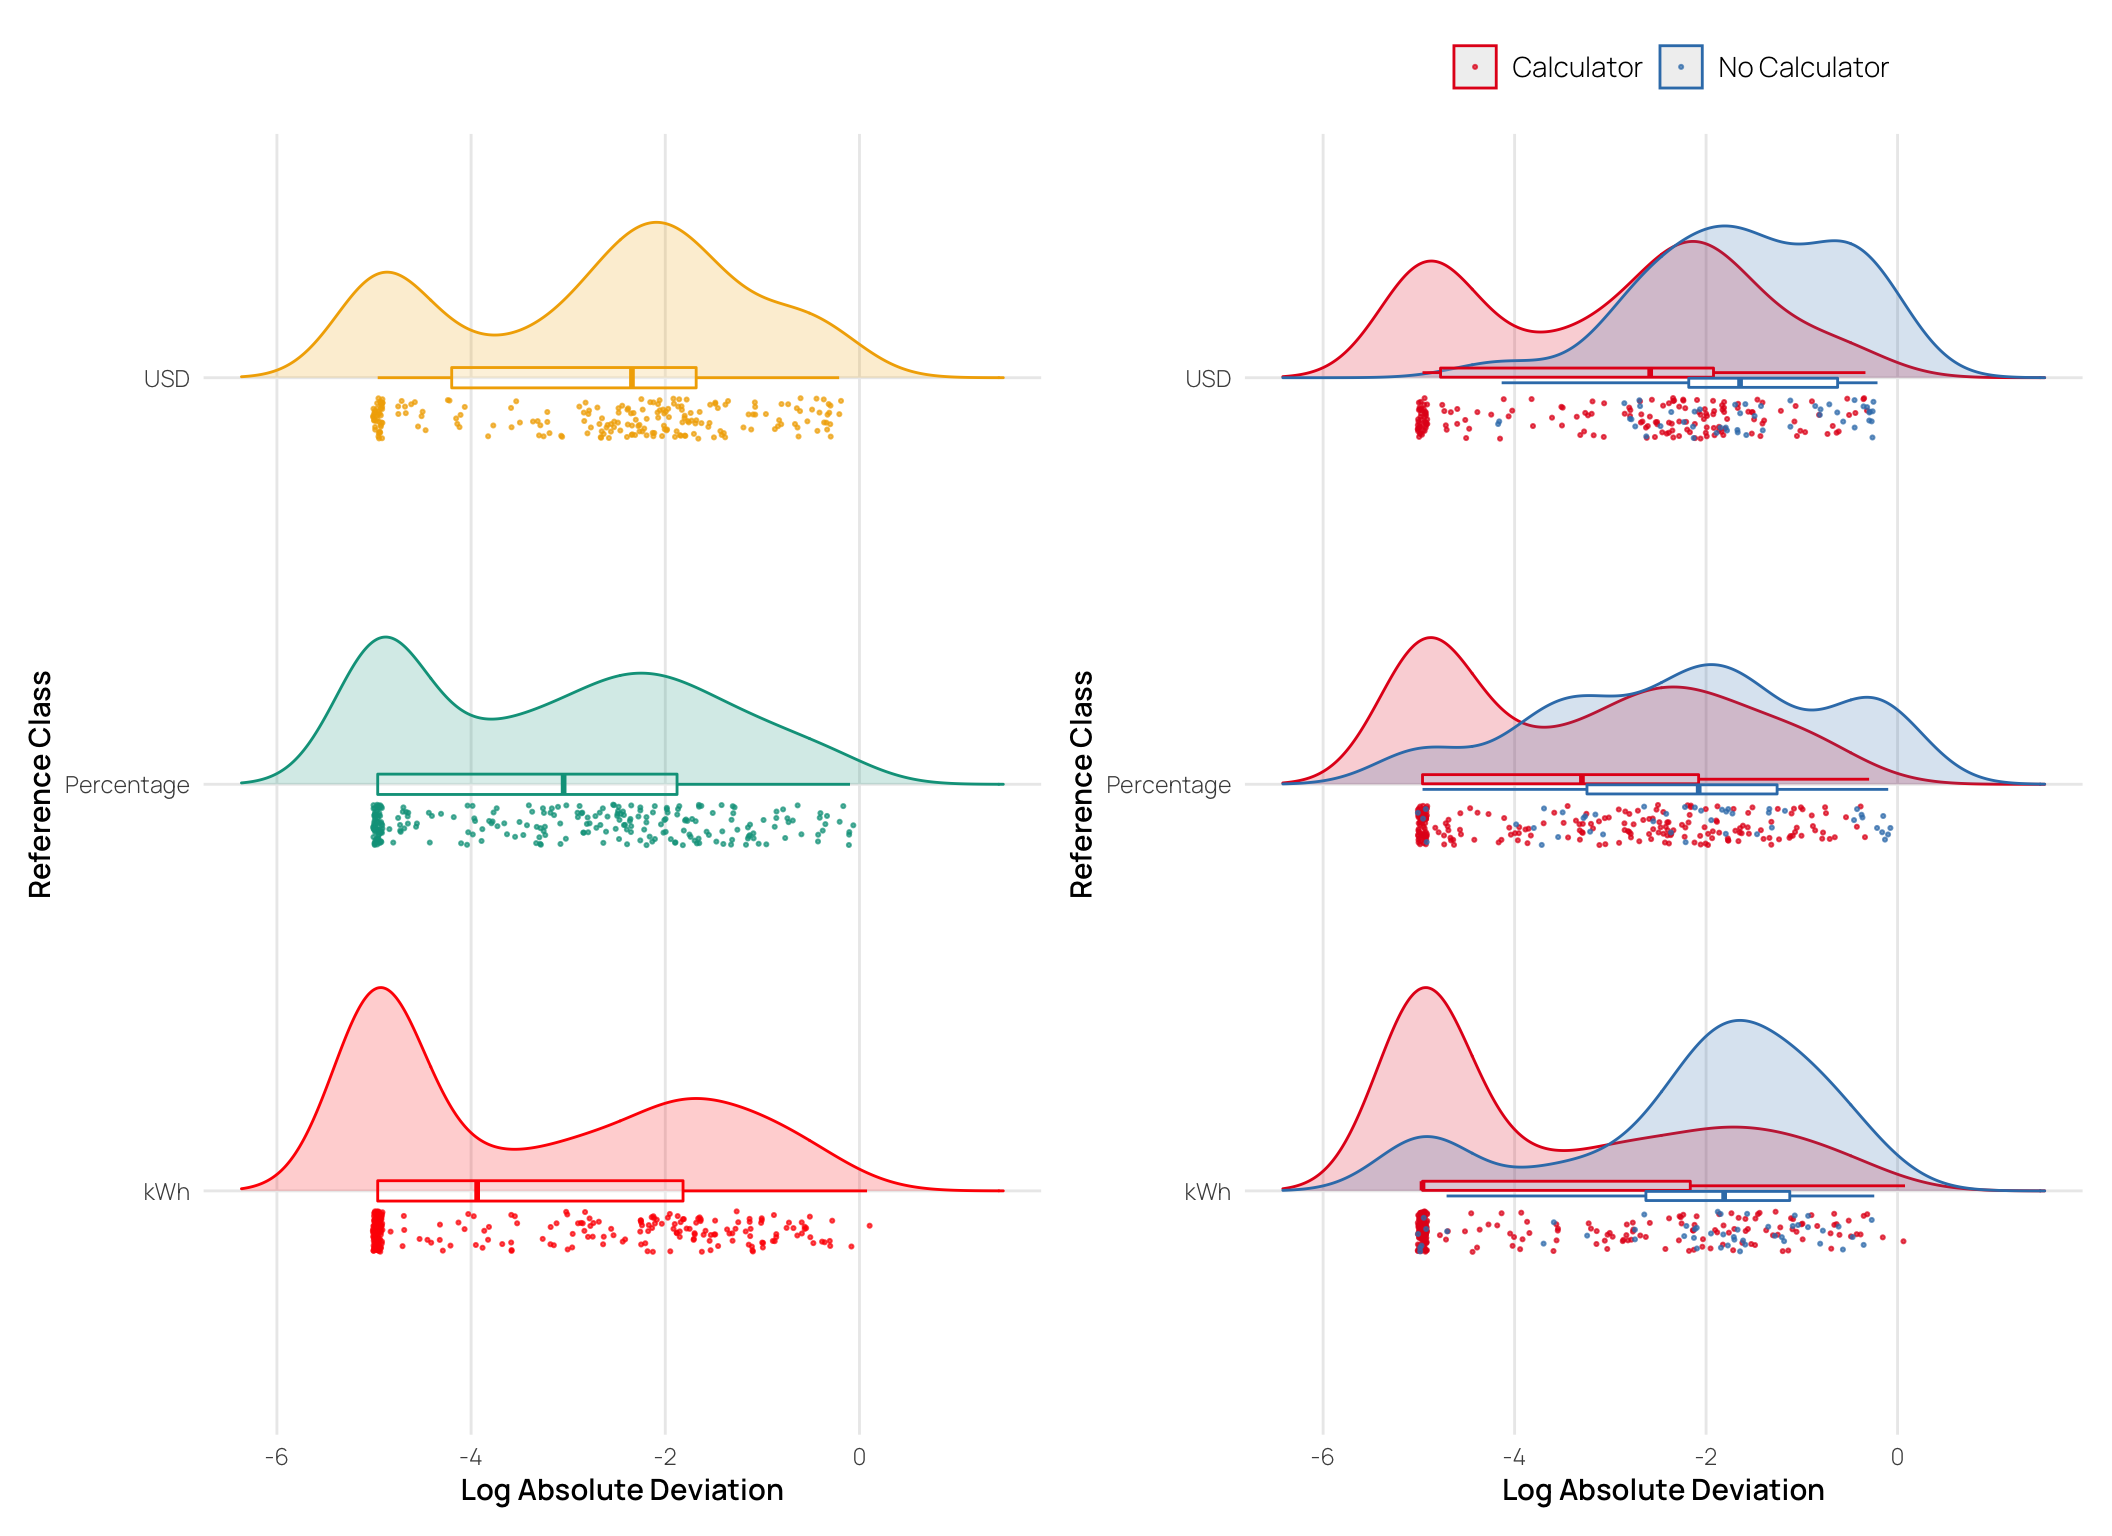 Calculator
No Calculator
USD
Percentage
kWh
Reference Class
-6
-4
-2
0
Log Absolute Deviation
USD
Percentage
kWh
Reference Class
-6
-4
-2
0
Log Absolute Deviation